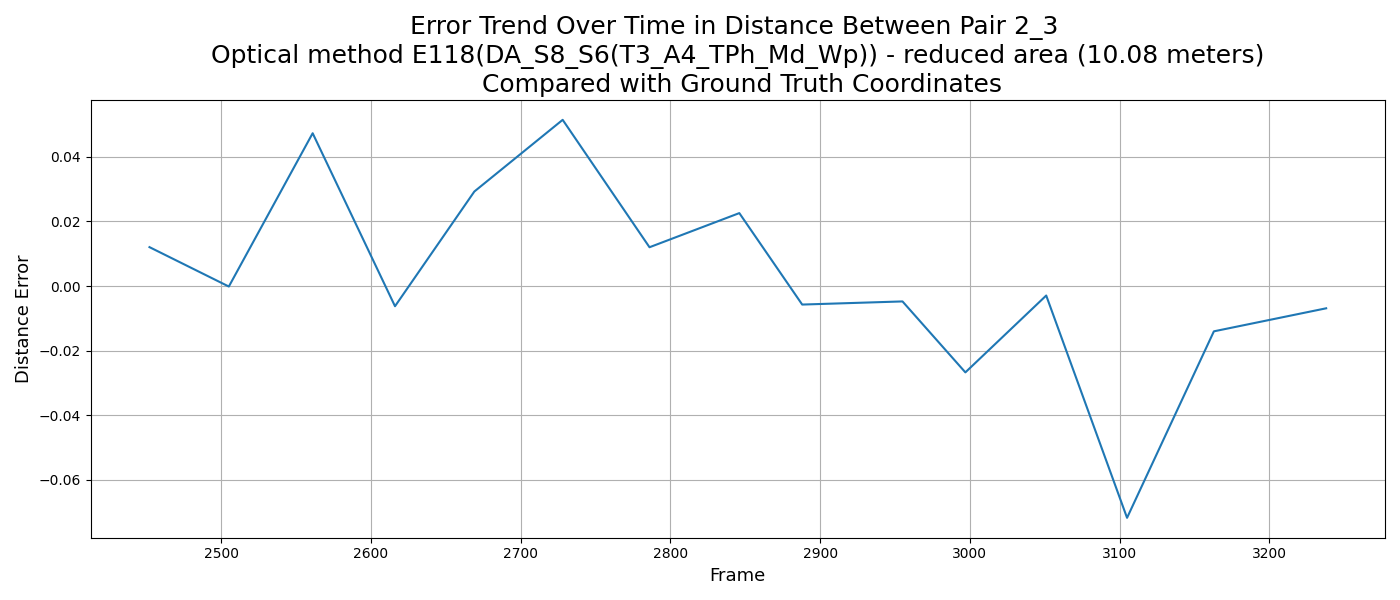 Error Trend Over Time in Distance Between Pair 2_3
Optical method E118(DA_S8_S6(T3_A4_TPh_Md_Wp)) - reduced area (10.08 meters)
Compared with Ground Truth Coordinates
Distance Error
0.04
0.02
0.00
−0.02
−0.04
−0.06
2500 2600 2700 2800 2900 3000 3100 3200
Frame